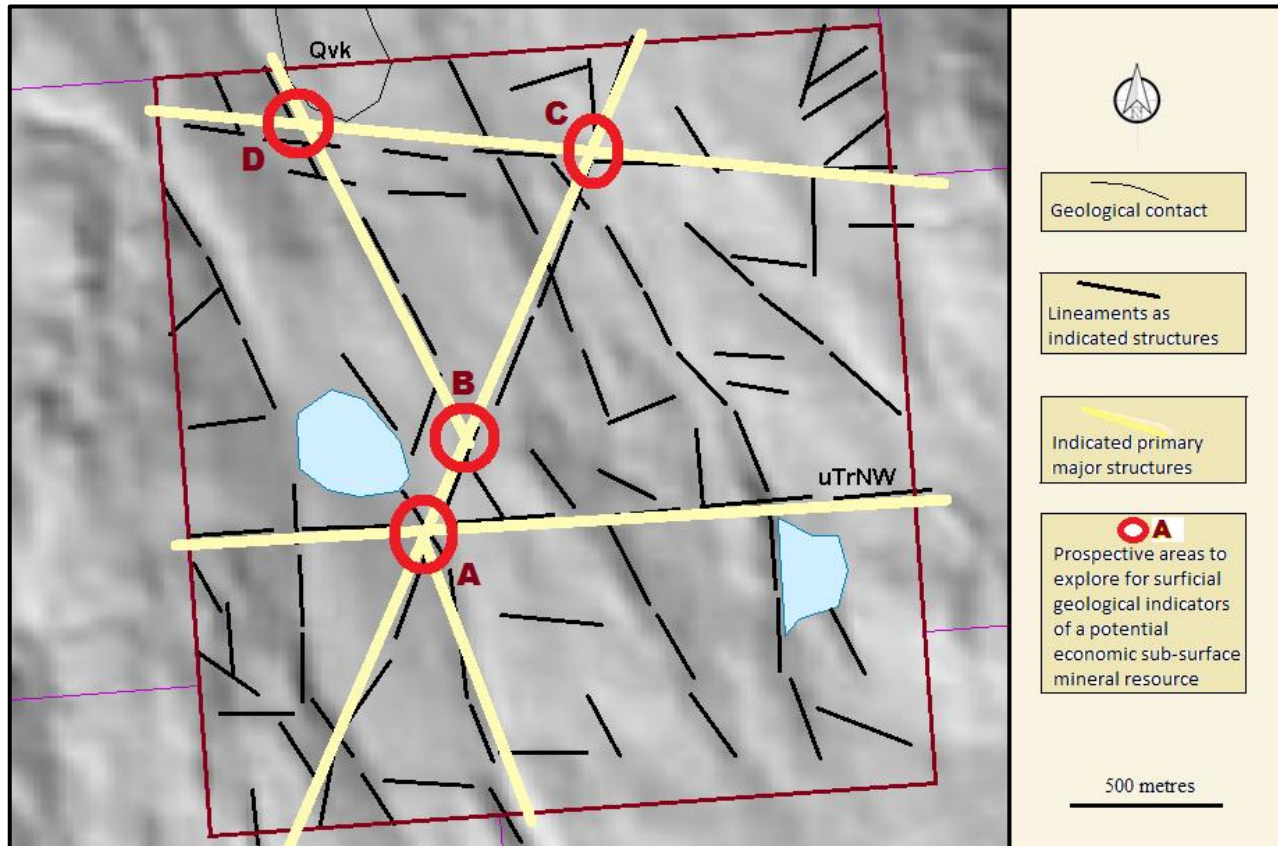 Qvk
C
D
B
uTrNW
A
Geological contact
Lineaments as
indicated structures
Indicated primary
major structures
A
Prospective areas to
explore for surficial
geological indicators
of a potential
economic sub-surface
mineral resource
500 metres